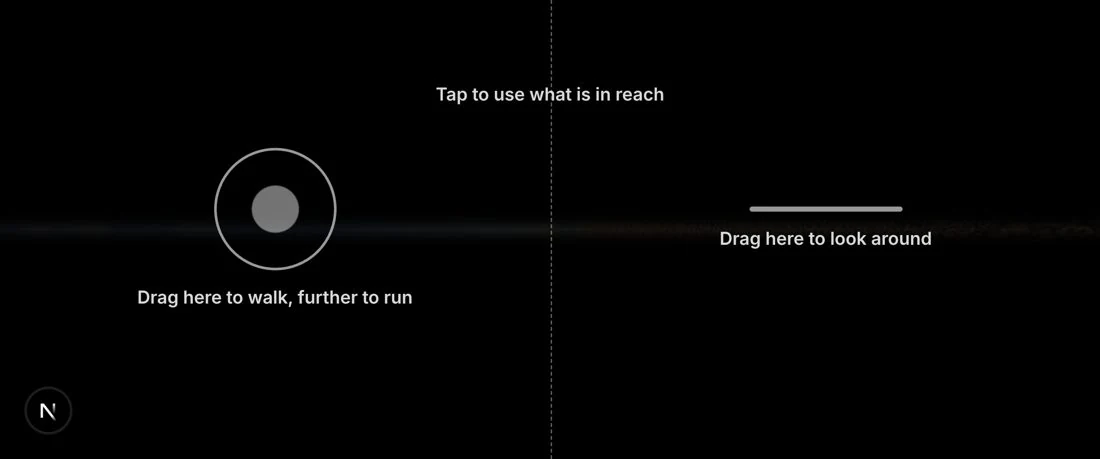 Tap to use what is in reach
Drag here to look around
Drag here to walk, further to run
N